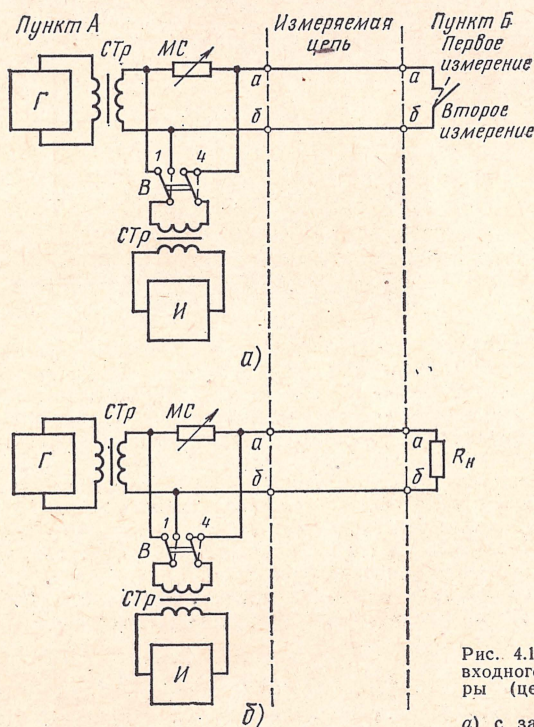 Пункт А
Измеряемая
цепь
Пункт Б
Первое
измерение
Второе
измерение
СТр
МС
Г
а
б
а
б
1
4
В
СТр
И
а)
СТр
МС
Г
а
б
а
б
Rн
1
4
В
СТр
И
б)
Рис. 4.1
входного
ры (це
а) с за